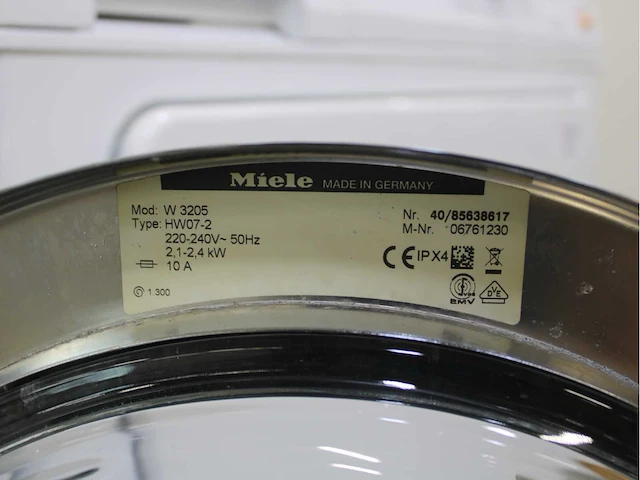 Miele MADE IN GERMANY
Mod: W 3205
Type: HW07-2
220-240V~ 50Hz
2,1-2,4 kW
10 A
1.300
Nr. 40/85638617
M-Nr. 06761230
CE IPX4
EMV
VDE